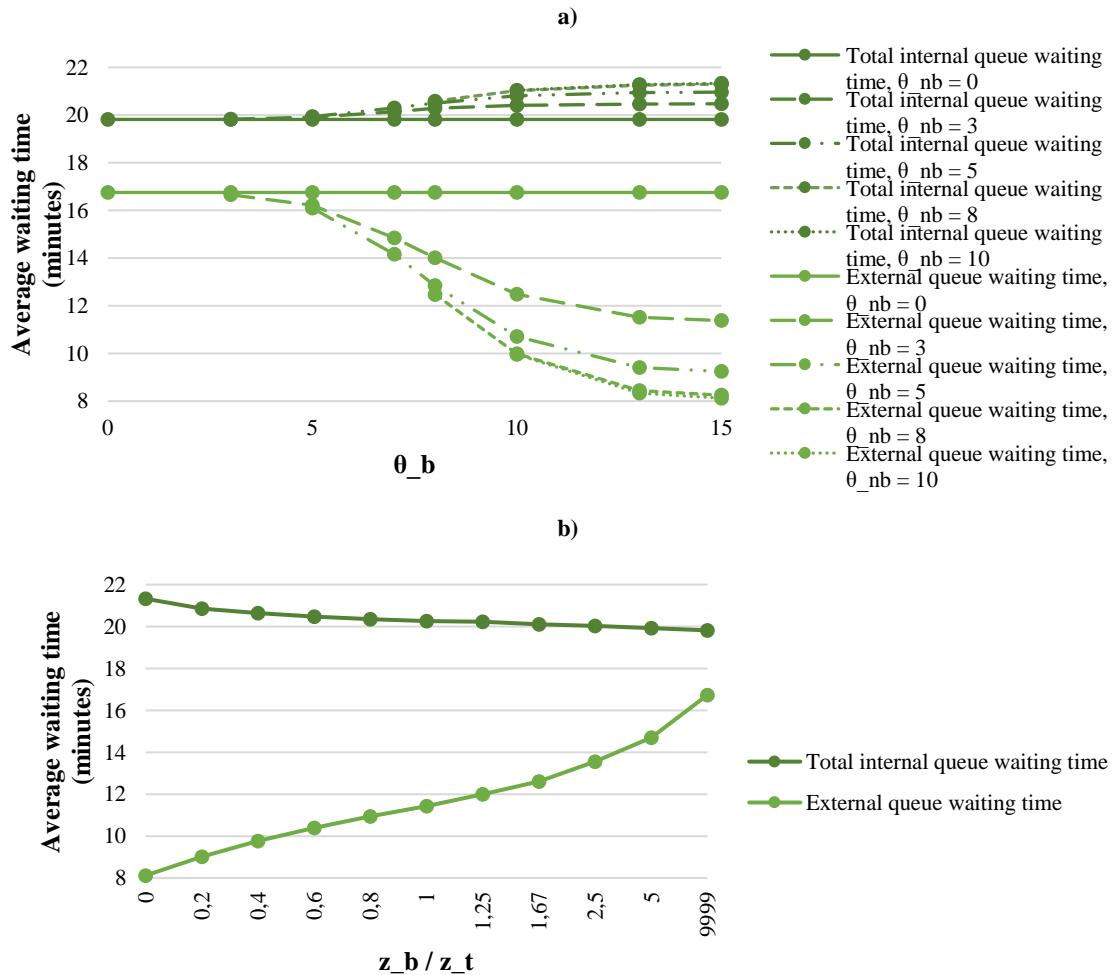 a)
22
20
18
16
14
12
10
8
0
5
10
15
Average waiting time
(minutes)
θ_b
Total internal queue waiting
time, θ_nb = 0
Total internal queue waiting
time, θ_nb = 3
Total internal queue waiting
time, θ_nb = 5
Total internal queue waiting
time, θ_nb = 8
Total internal queue waiting
time, θ_nb = 10
External queue waiting time,
θ_nb = 0
External queue waiting time,
θ_nb = 3
External queue waiting time,
θ_nb = 5
External queue waiting time,
θ_nb = 8
External queue waiting time,
θ_nb = 10
b)
22
20
18
16
14
12
10
8
Average waiting time
(minutes)
0
0,2
0,4
0,6
0,8
1
1,25
1,67
2,5
5
9999
z_b / z_t
Total internal queue waiting time
External queue waiting time